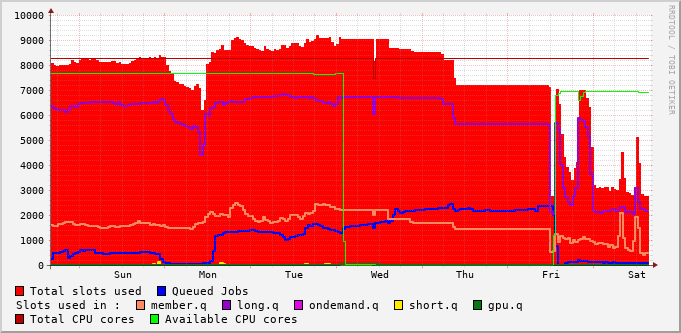 10000
9000
8000
7000
6000
5000
4000
3000
2000
1000
0
Sun Mon Tue Wed Thu Fri Sat
RRDTOOL / TOBI OETIKER
Total slots used Queued Jobs
Slots used in : member.q long.q ondemand.q short.q gpu.q
Total CPU cores Available CPU cores